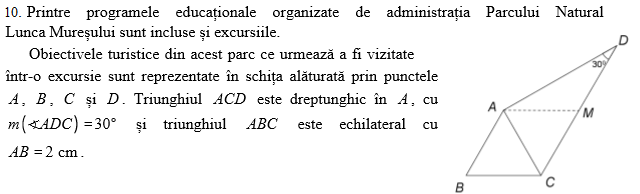 10. Printre programele educaționale organizate de administrația Parcului Natural
Lunca Mureșului sunt incluse și excursiile.
Obiectivele turistice din acest parc ce urmează a fi vizitate
într-o excursie sunt reprezentate în schița alăturată prin punctele
A, B, C și D. Triunghiul ACD este dreptunghic în A, cu
m(∢ADC)=30° și triunghiul ABC este echilateral cu
AB = 2 cm.
D
30°
A
M
B
C